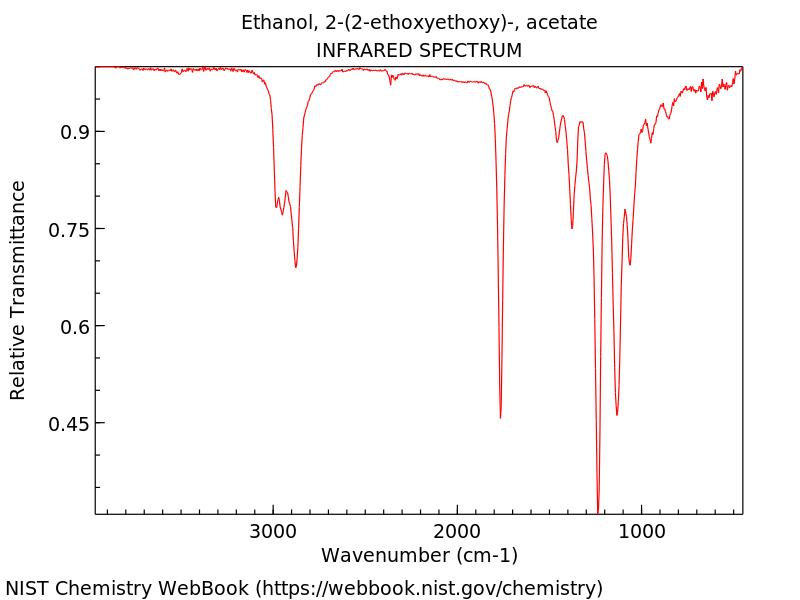 Ethanol, 2-(2-ethoxyethoxy)-, acetate
INFRARED SPECTRUM
0.9
0.75
0.6
0.45
Relative Transmittance
3000 2000 1000
Wavenumber (cm-1)
NIST Chemistry WebBook (https://webbook.nist.gov/chemistry)